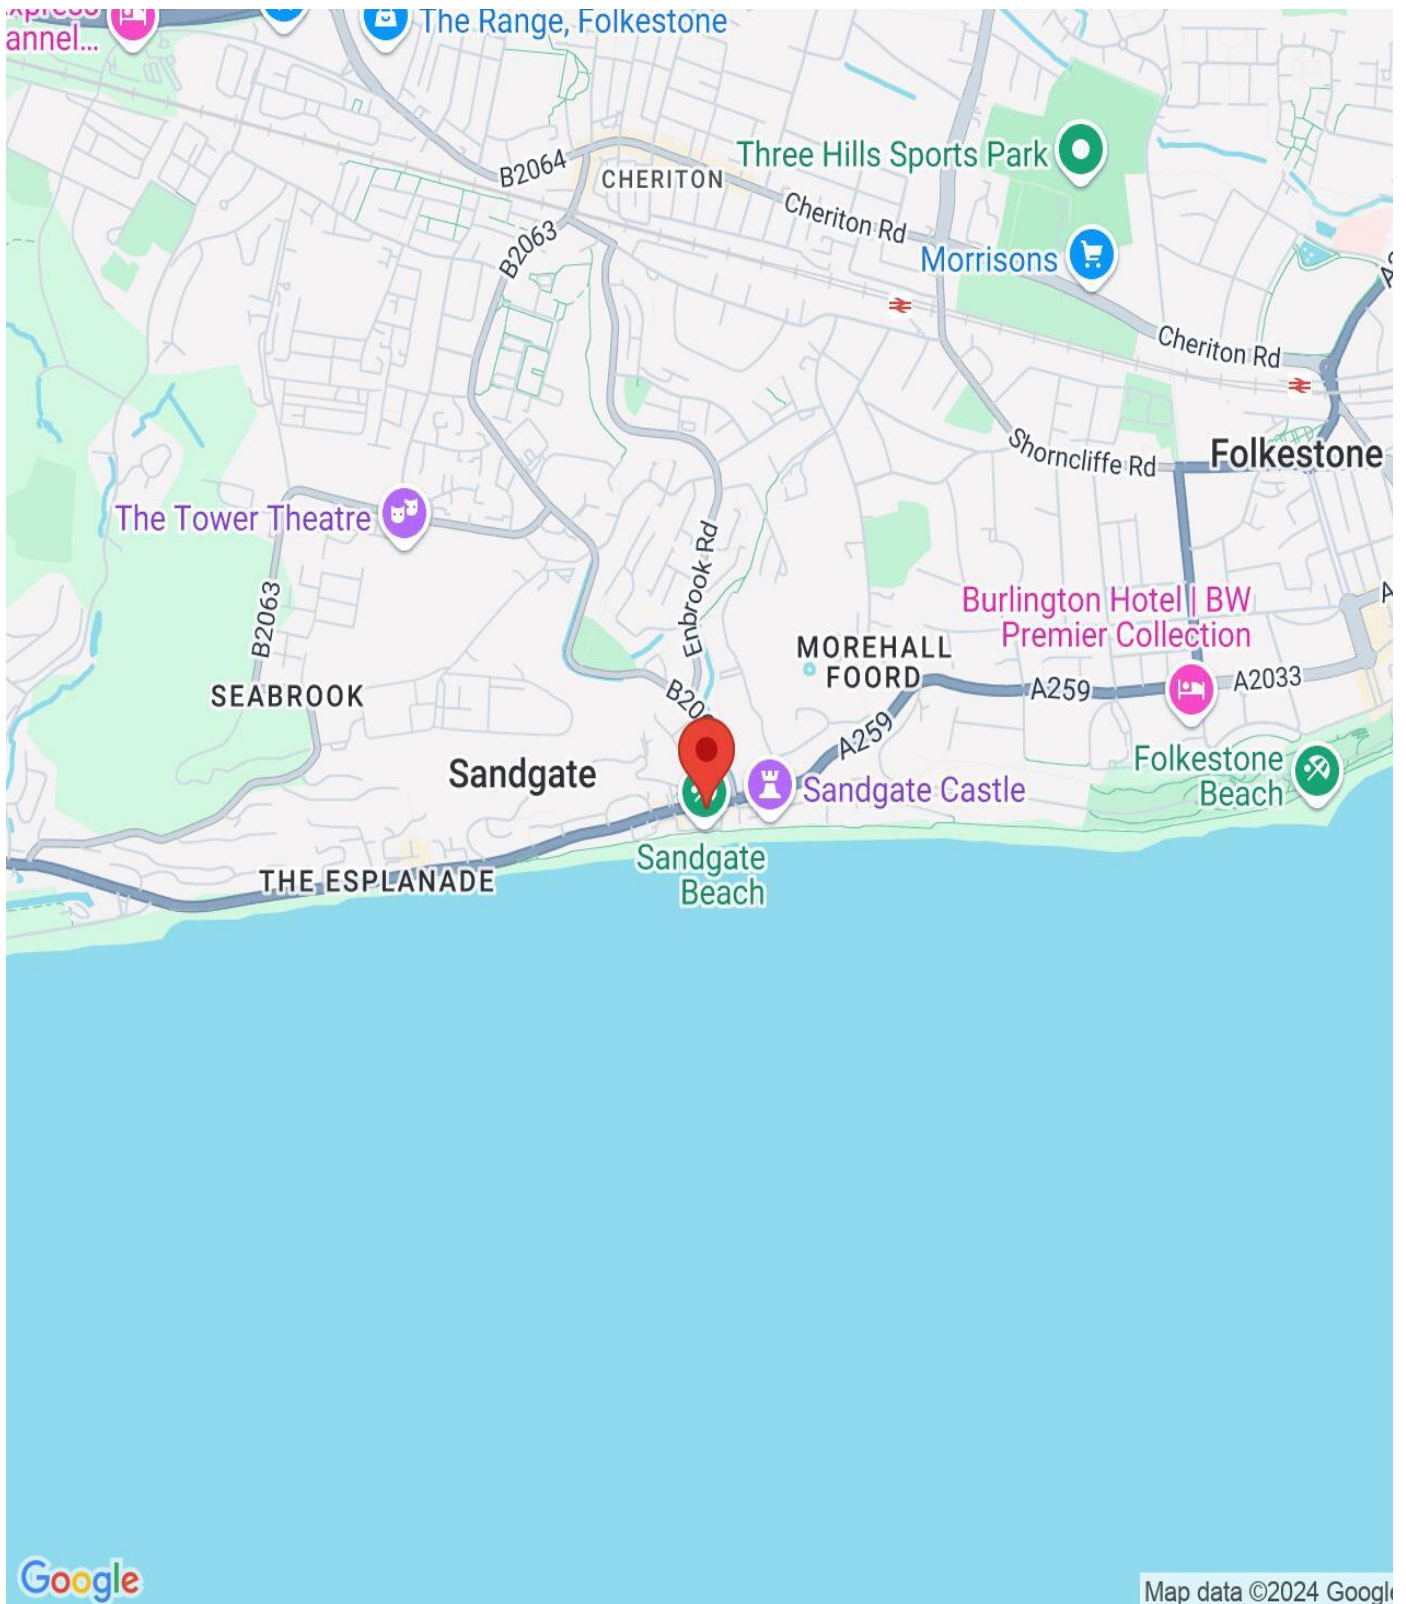 annel...
The Range, Folkestone
Three Hills Sports Park
B2064
CHERITON
Cheriton Rd
B2063
Morrisons
Cheriton Rd
Shorncliffe Rd
Folkestone
The Tower Theatre
Enbrook Rd
B2063
Burlington Hotel | BW
Premier Collection
MOREHALL
FOORD
SEABROOK
A259
A2033
A259
Folkestone
Beach
Sandgate
Sandgate Castle
Sandgate
Beach
THE ESPLANADE
Google
Map data ©2024 Google